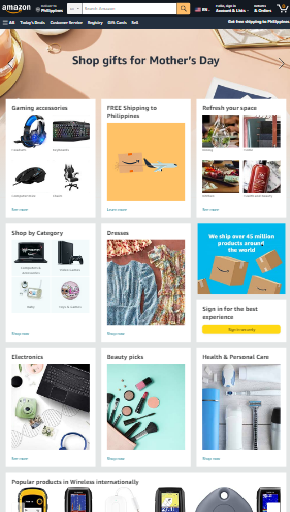 amazon
Deliver to
Philippines
All
Search Amazon
EN
Hello, sign in
Account & Lists
Returns
& Orders
0
All
Today's Deals
Customer Service
Registry
Gift Cards
Sell
Get free shipping to Philippines
Shop gifts for Mother's Day
Gaming accessories
Headsets
Keyboards
Computer mice
Chairs
See more
FREE Shipping to
Philippines
Learn more
Refresh your space
Dining
Home
Kitchen
Health and Beauty
See more
Shop by Category
Computers &
Accessories
Video Games
Baby
Toys & Games
Shop now
Dresses
Shop now
We ship over 45 million
products around
the world
Sign in for the best
experience
Sign in securely
Electronics
See more
Beauty picks
Shop now
Health & Personal Care
Shop now
Popular products in Wireless internationally